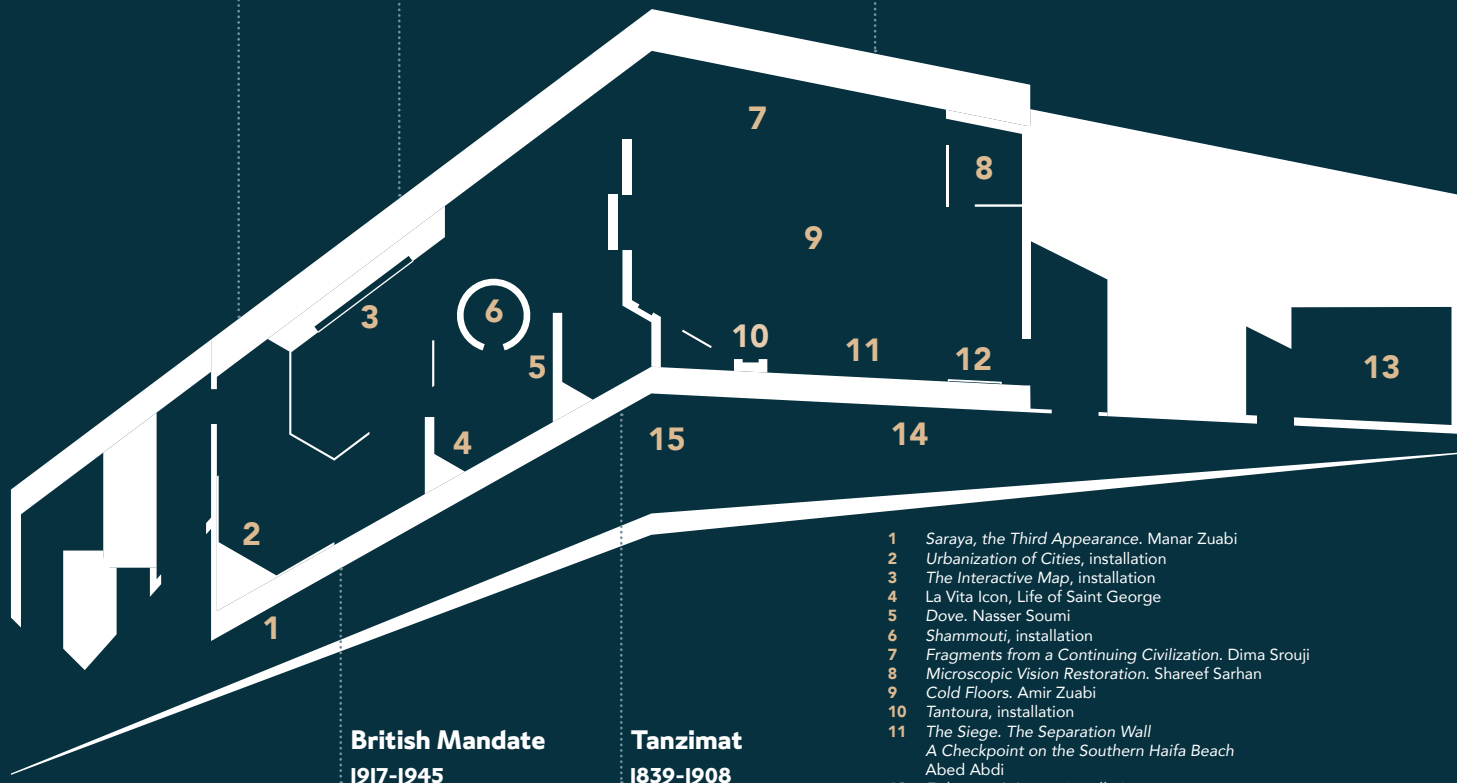 7
8
9
3
6
10
11
12
5
13
4
15
14
2
1
1 Saraya, the Third Appearance. Manar Zuabi
2 Urbanization of Cities, installation
3 The Interactive Map, installation
4 La Vita Icon, Life of Saint George
5 Dove. Nasser Soumi
6 Shammouti, installation
7 Fragments from a Continuing Civilization. Dima Srouji
8 Microscopic Vision Restoration. Shareef Sarhan
9 Cold Floors. Amir Zuabi
10 Tantoura, installation
11 The Siege. The Separation Wall
A Checkpoint on the Southern Haifa Beach
Abed Abdi
British Mandate
1917-1945
Tanzimat
1839-1908